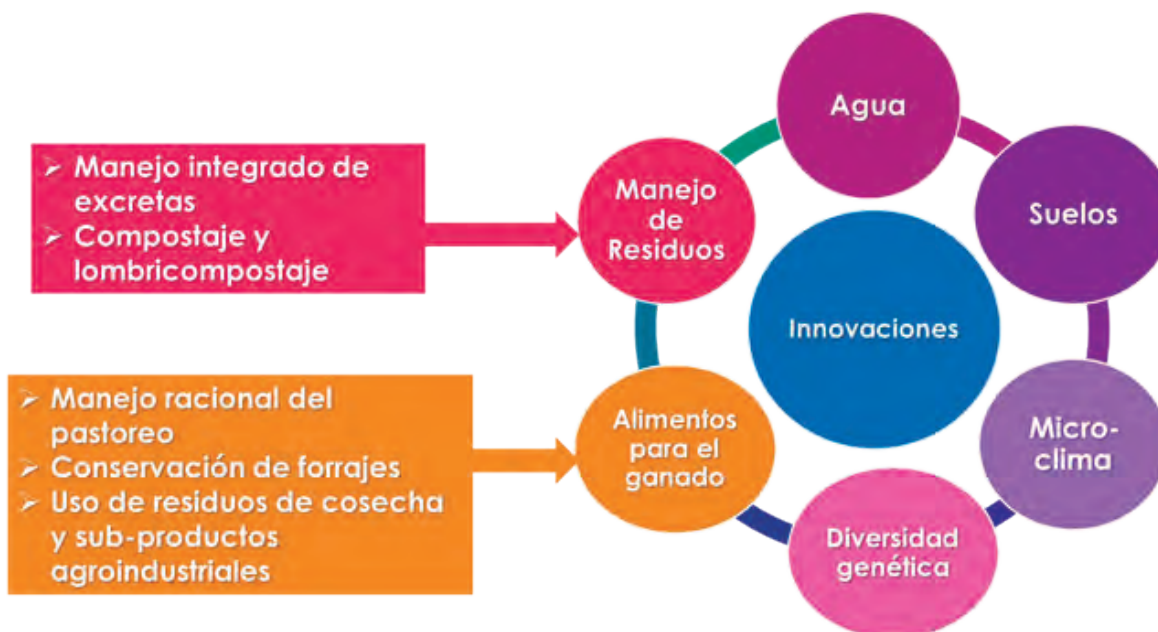 ➢ Manejo integrado de
excretas
➢ Compostaje y
lombricompostaje
➢ Manejo racional del
pastoreo
➢ Conservación de forrajes
➢ Uso de residuos de cosecha
y sub-productos
agroindustriales
Agua
Manejo
de
Residuos
Suelos
Innovaciones
Alimentos
para el
ganado
Micro-
clima
Diversidad
genética